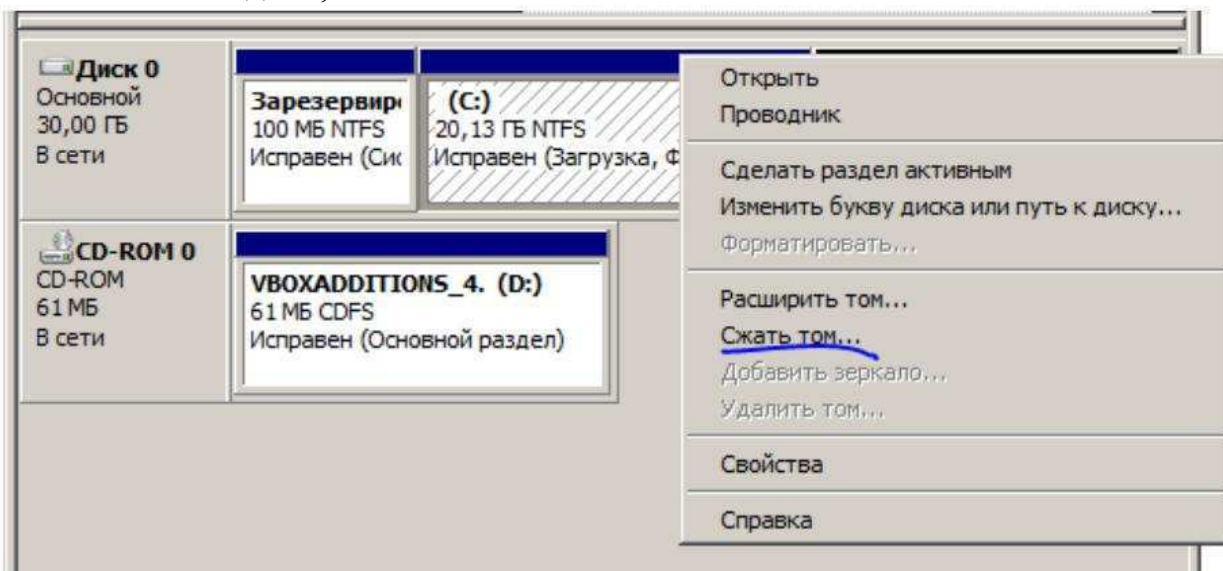 Диск 0
Основной
30,00 ГБ
В сети
Зарезервир
100 МБ NTFS
Исправен (Сис
(C:)
20,13 ГБ NTFS
Исправен (Загрузка, Ф
CD-ROM 0
CD-ROM
61 МБ
В сети
VBOXADDITIONS_4. (D:)
61 МБ CDFS
Исправен (Основной раздел)
Открыть
Проводник
Сделать раздел активным
Изменить букву диска или путь к диску...
Форматировать...
Расширить том...
Сжать том...
Добавить зеркало...
Удалить том...
Свойства
Справка